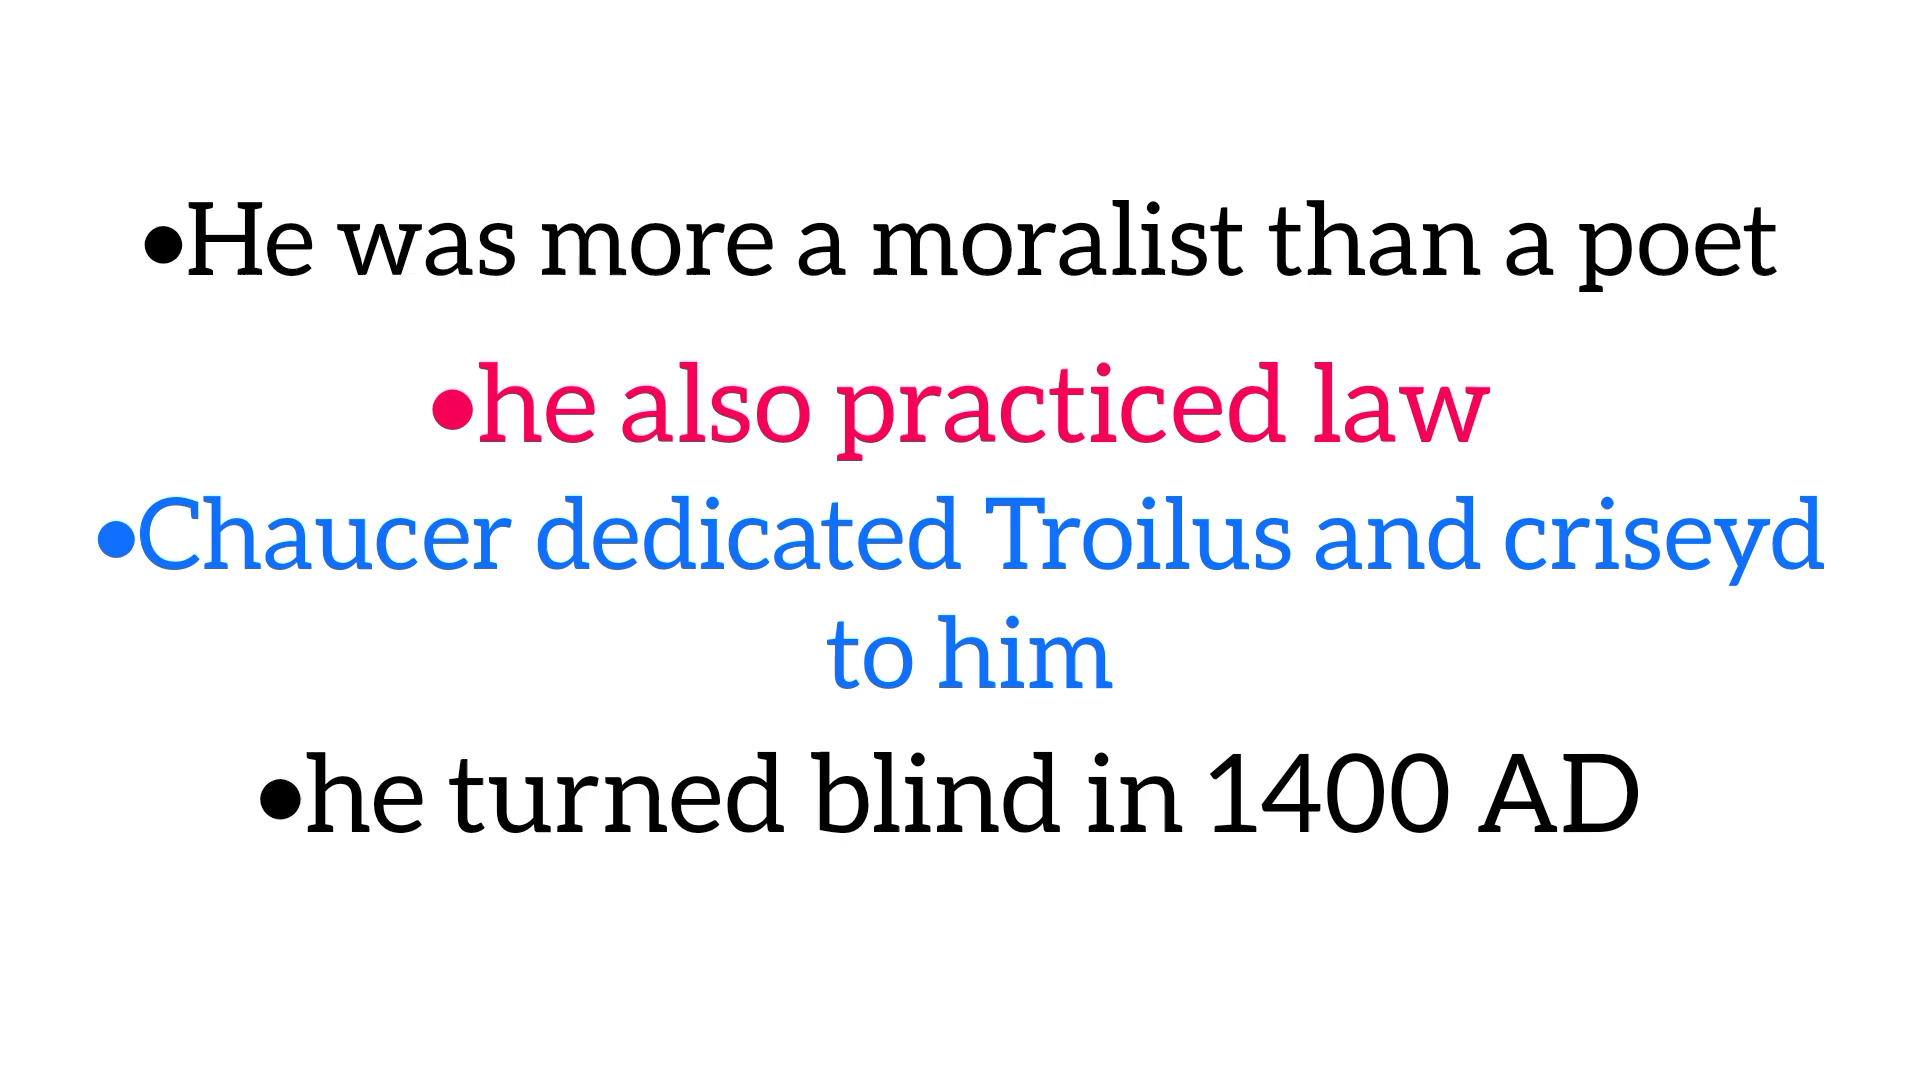 •He was more a moralist than a poet
•he also practiced law
•Chaucer dedicated Troilus and criseyd
to him
•he turned blind in 1400 AD